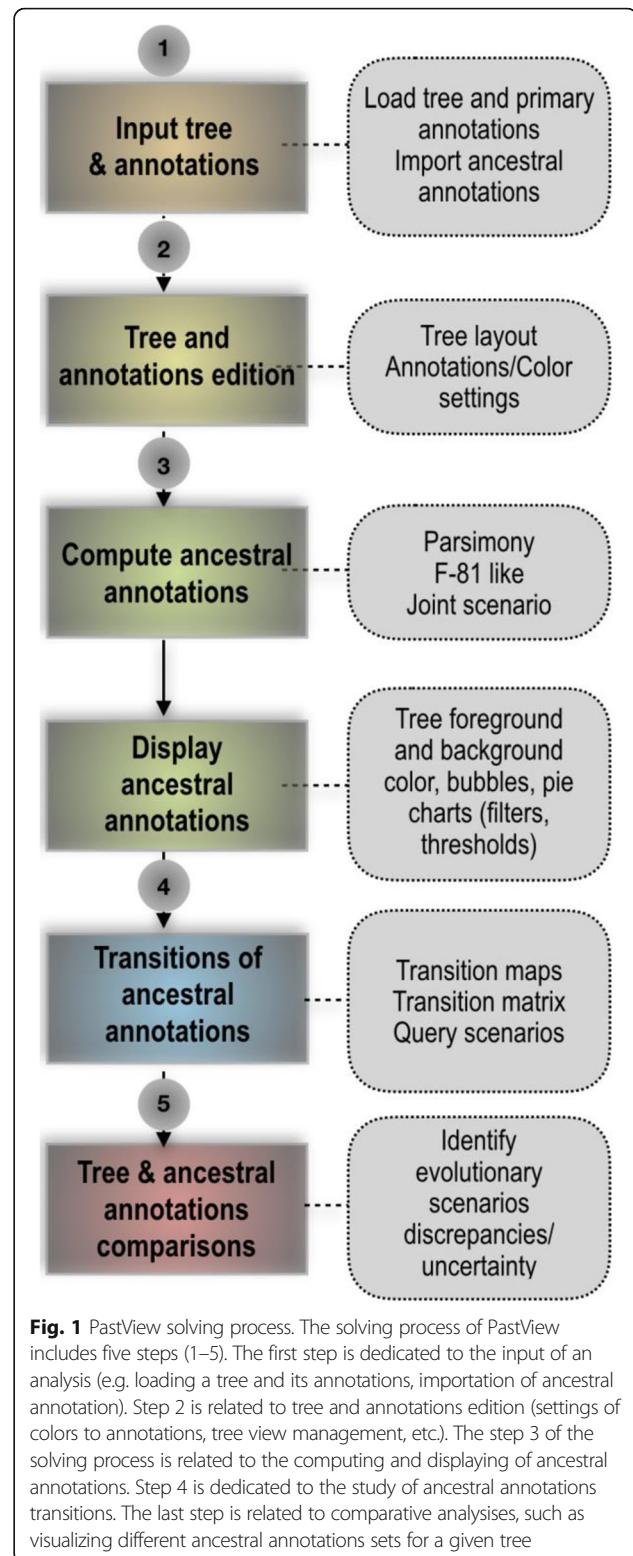 1
Input tree
& annotations
Load tree and primary
annotations
Import ancestral
annotations
2
Tree and
annotations edition
Tree layout
Annotations/Color
settings
3
Compute ancestral
annotations
Parsimony
F-81 like
Joint scenario
Display
ancestral
annotations
Tree foreground
and background
color, bubbles, pie
charts (filters,
thresholds)
4
Transitions of
ancestral
annotations
Transition maps
Transition matrix
Query scenarios
5
Tree & ancestral
annotations
comparisons
Identify
evolutionary
scenarios
discrepancies/
uncertainty
Fig. 1 PastView solving process. The solving process of PastView
includes five steps (1–5). The first step is dedicated to the input of an
analysis (e.g. loading a tree and its annotations, importation of ancestral
annotation). Step 2 is related to tree and annotations edition (settings of
colors to annotations, tree view management, etc.). The step 3 of the
solving process is related to the computing and displaying of ancestral
annotations. Step 4 is dedicated to the study of ancestral annotations
transitions. The last step is related to comparative analysises, such as
visualizing different ancestral annotations sets for a given tree